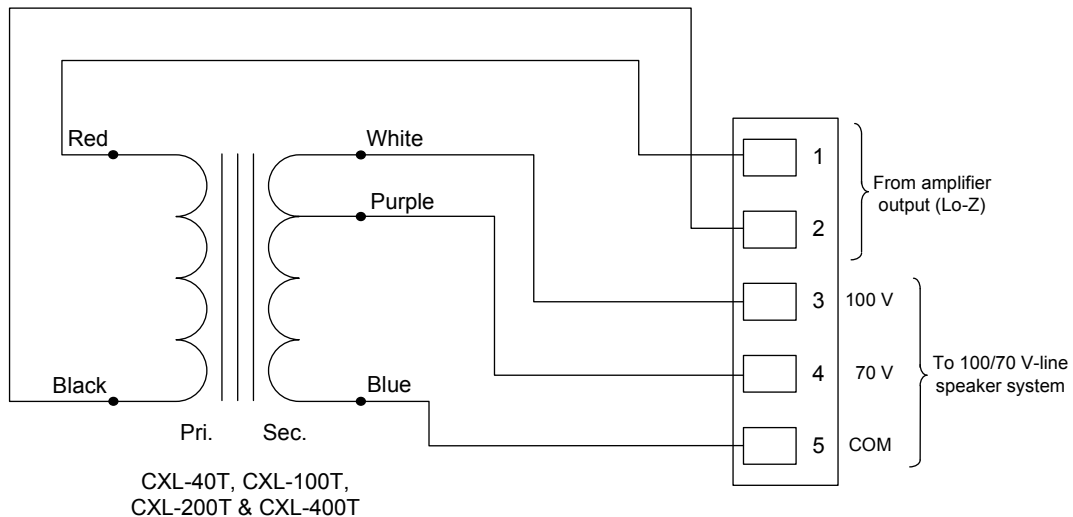 Red
White
Purple
Black
Blue
Pri.
Sec.
CXL-40T, CXL-100T,
CXL-200T & CXL-400T
1
2
3
100 V
4
70 V
5
COM
From amplifier
output (Lo-Z)
To 100/70 V-line
speaker system